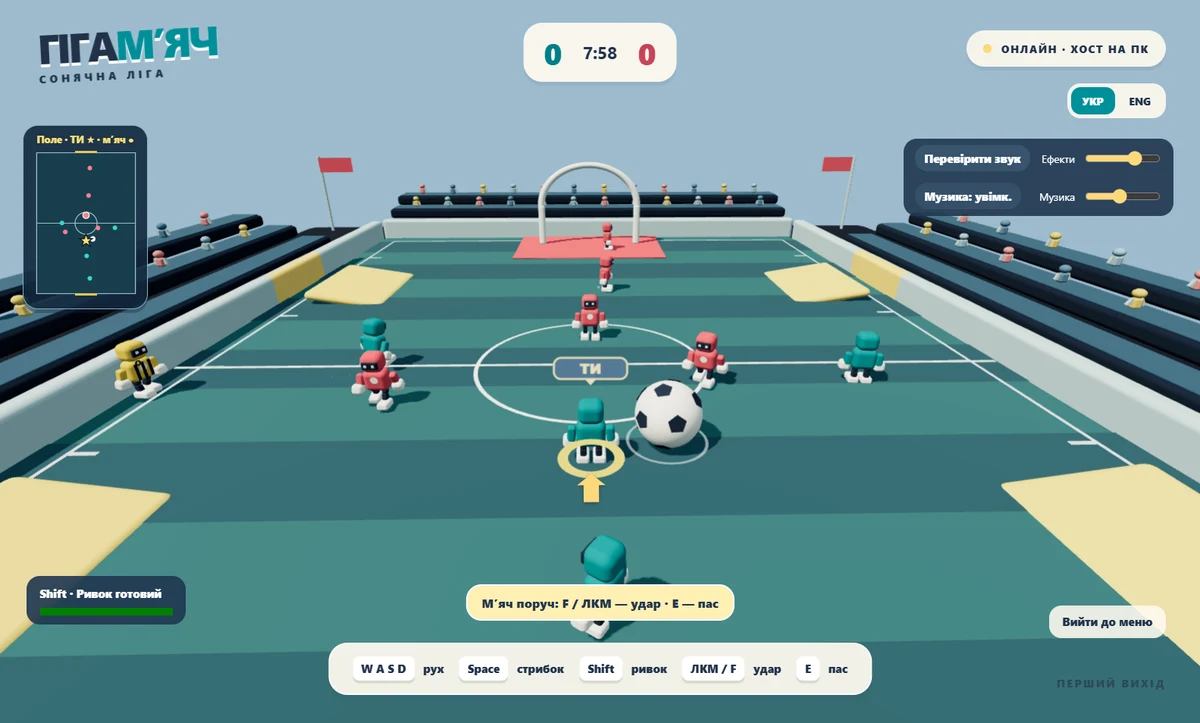 ГІГАМ'ЯЧ
СОНЯЧНА ЛІГА
0 7:58 0
ОНЛАЙН · ХОСТ НА ПК
УКР ENG
Поле · ТИ ★ · м'яч ●
Перевірити звук Ефекти
Музика: увімк. Музика
ТИ
Shift · Ривок готовий
М'яч поруч: F / ЛКМ — удар · E — пас
Вийти до меню
W A S D рух Space стрибок Shift ривок ЛКМ / F удар E пас
ПЕРШИЙ ВИХІД